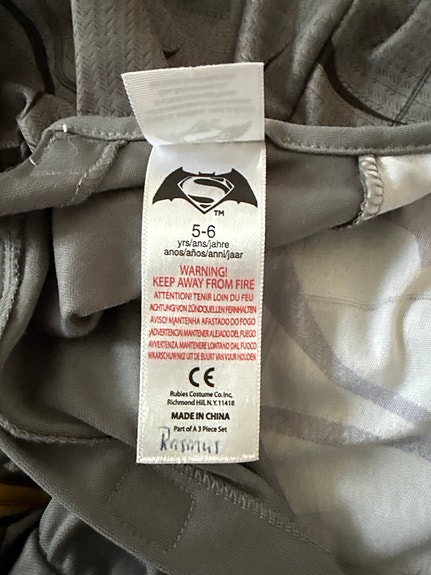 TM
5-6
yrs/ans/jahre
anos/años/anni/jaar
WARNING!
KEEP AWAY FROM FIRE
ATTENTION! TENIR LOIN DU FEU
ACHTUNG! VON ZÜNDQUELLEN FERNHALTEN
AVISO! MANTENHA AFASTADO DO FOGO
¡ADVERTENCIA! MANTENER ALEJADO DEL FUEGO
AVVERTENZA. MANTENERE LONTANO DAL FUOCO
WAARSCHUWING! UIT DE BUURT VAN VUUR HOUDEN
CE
Rubies Costume Co. Inc.
Richmond Hill, N.Y. 11418
MADE IN CHINA
Part of A 3 Piece Set
Rasmus